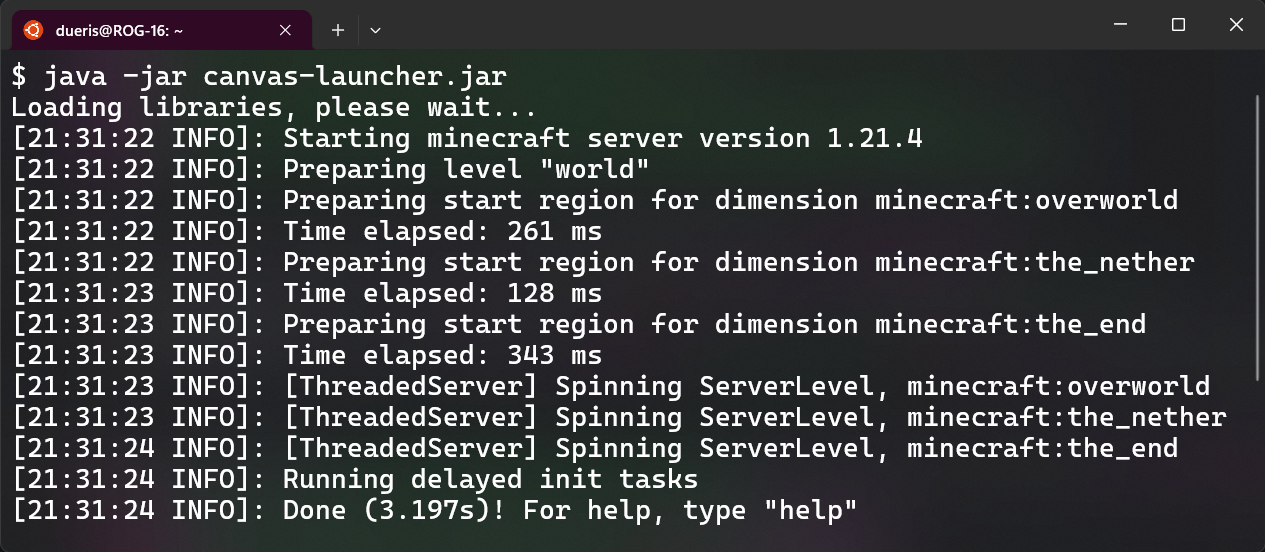 dueris@ROG-16: ~
$ java -jar canvas-launcher.jar
Loading libraries, please wait...
[21:31:22 INFO]: Starting minecraft server version 1.21.4
[21:31:22 INFO]: Preparing level "world"
[21:31:22 INFO]: Preparing start region for dimension minecraft:overworld
[21:31:22 INFO]: Time elapsed: 261 ms
[21:31:22 INFO]: Preparing start region for dimension minecraft:the_nether
[21:31:23 INFO]: Time elapsed: 128 ms
[21:31:23 INFO]: Preparing start region for dimension minecraft:the_end
[21:31:23 INFO]: Time elapsed: 343 ms
[21:31:23 INFO]: [ThreadedServer] Spinning ServerLevel, minecraft:overworld
[21:31:23 INFO]: [ThreadedServer] Spinning ServerLevel, minecraft:the_nether
[21:31:24 INFO]: [ThreadedServer] Spinning ServerLevel, minecraft:the_end
[21:31:24 INFO]: Running delayed init tasks
[21:31:24 INFO]: Done (3.197s)! For help, type "help"